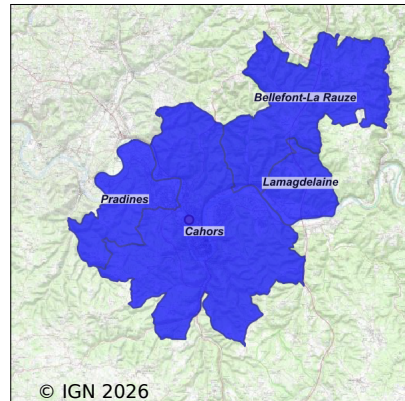 Bellefont-La Rauze
Lamagdelaine
Pradines
Cahors
© IGN 2026